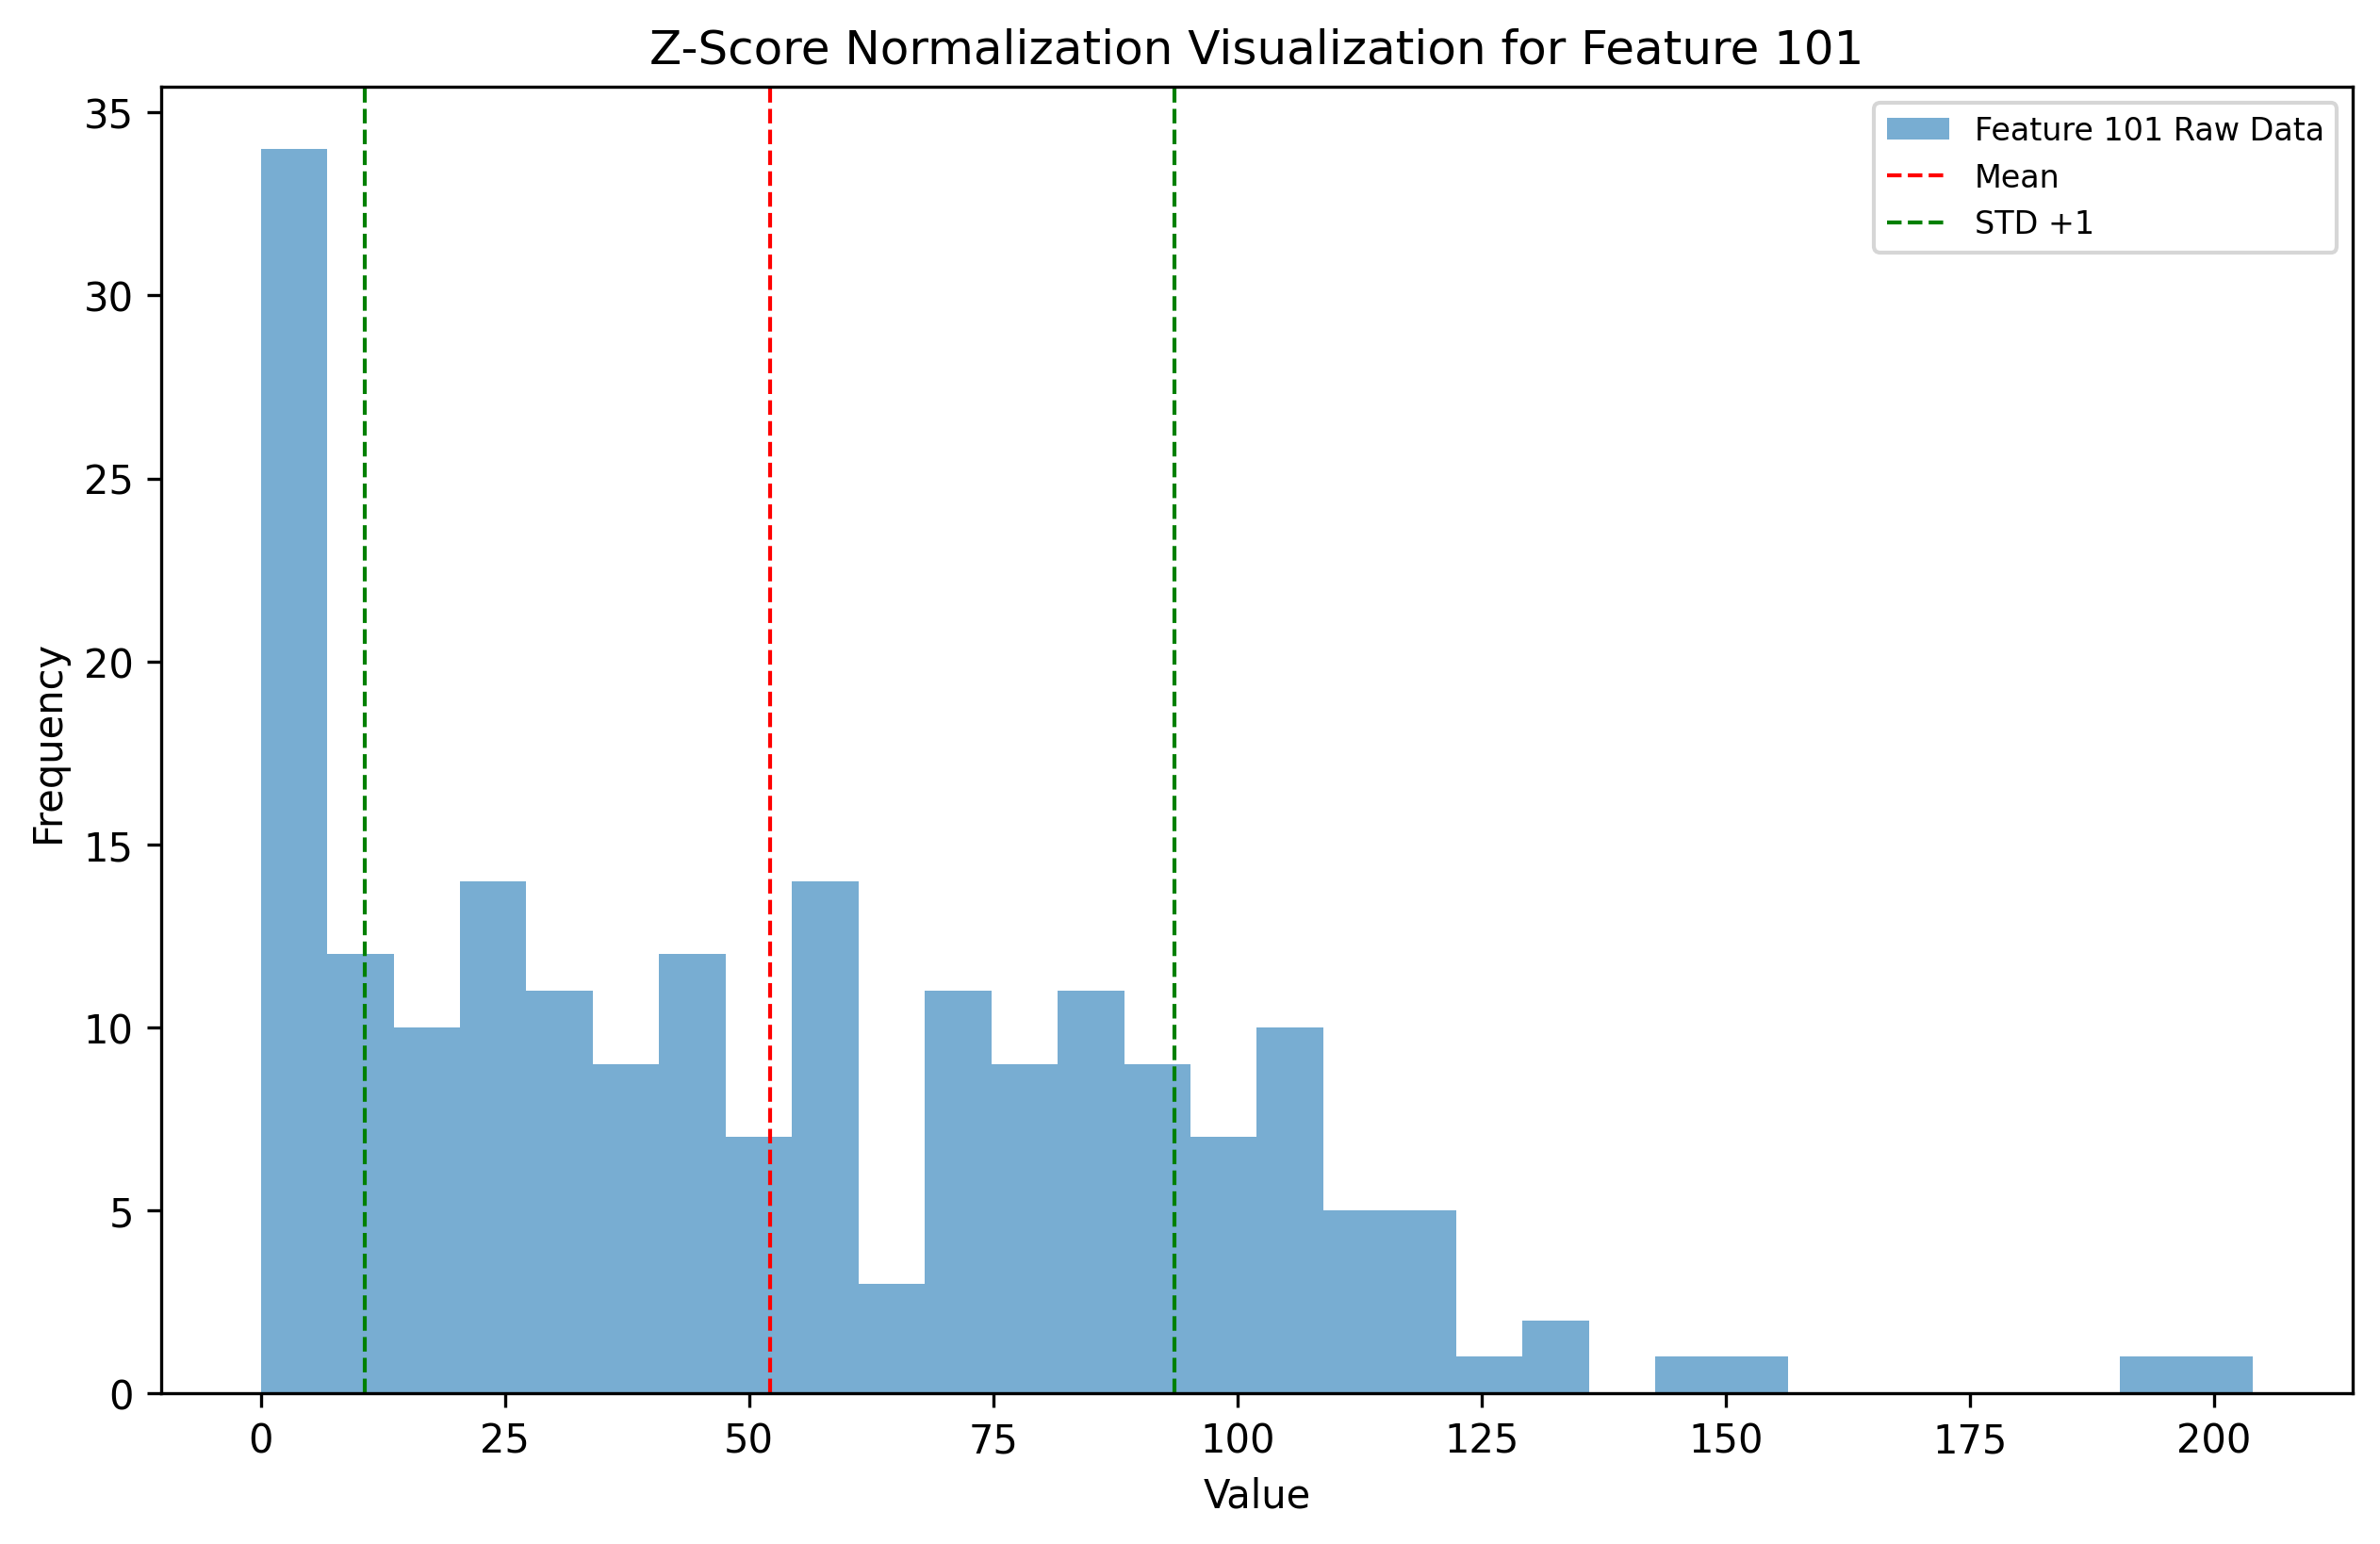 Z-Score Normalization Visualization for Feature 101
35
30
25
20
15
10
5
0
Frequency
Feature 101 Raw Data
Mean
STD +1
0 25 50 75 100 125 150 175 200
Value